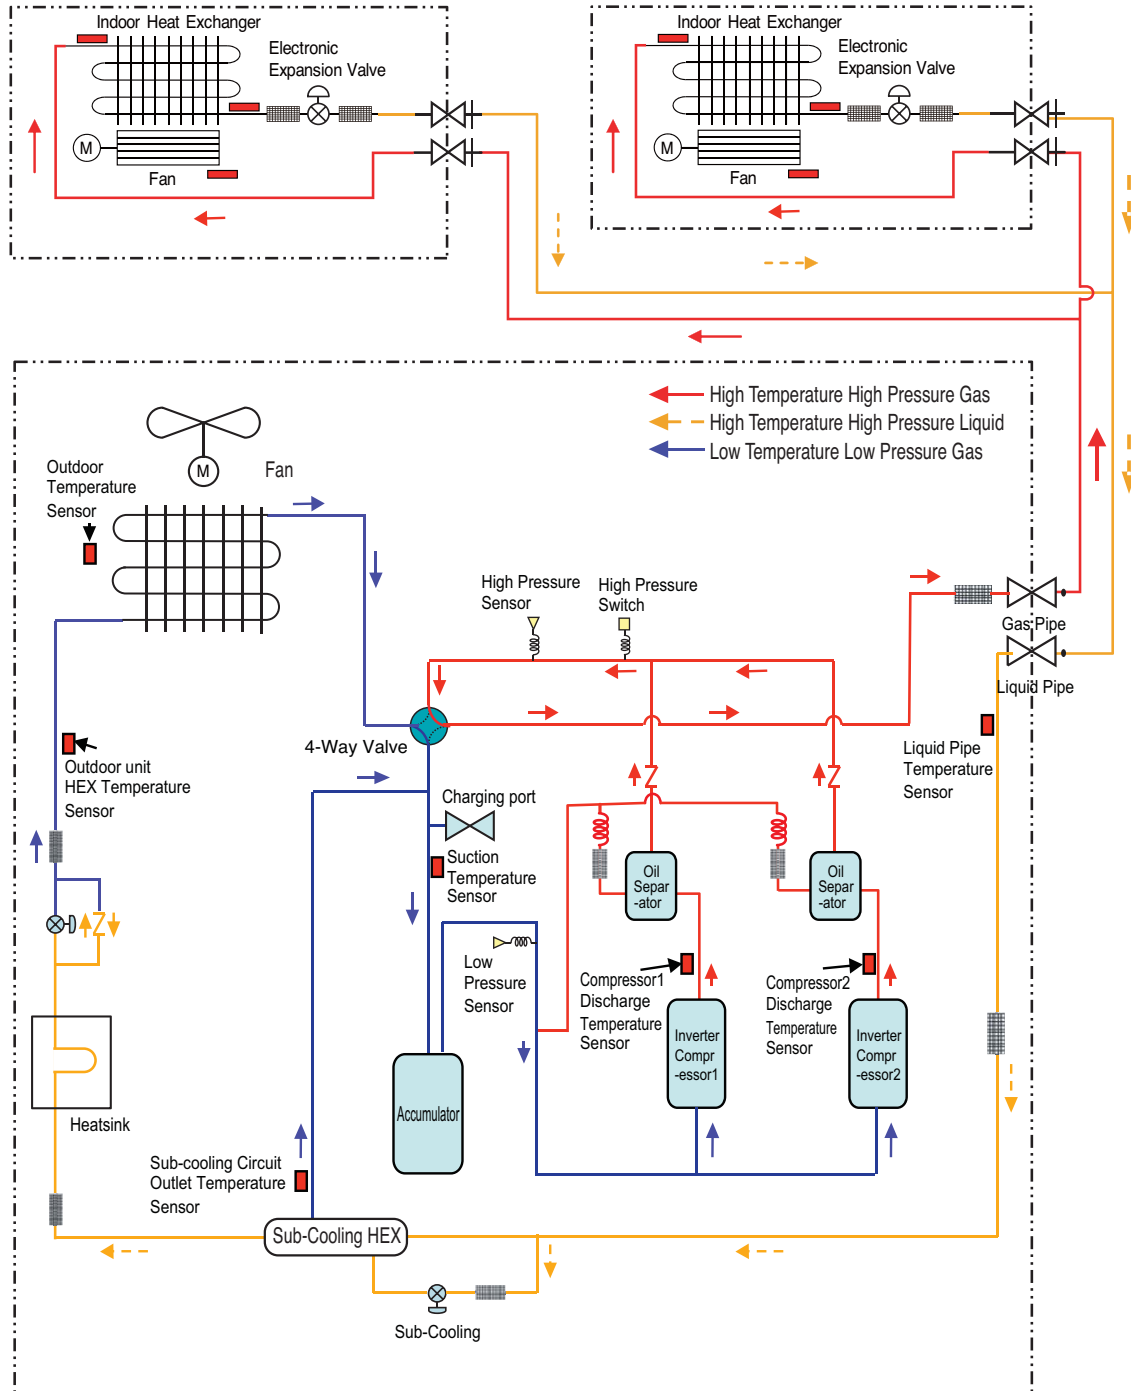 Indoor Heat Exchanger
Electronic
Expansion Valve
M
Fan
Indoor Heat Exchanger
Electronic
Expansion Valve
M
Fan
High Temperature High Pressure Gas
High Temperature High Pressure Liquid
Low Temperature Low Pressure Gas
M
Fan
Outdoor
Temperature
Sensor
High Pressure
Sensor
High Pressure
Switch
Gas Pipe
Liquid Pipe
4-Way Valve
Liquid Pipe
Temperature
Sensor
Outdoor unit
HEX Temperature
Sensor
Charging port
Suction
Temperature
Sensor
Oil
Separ
-ator
Oil
Separ
-ator
Low
Pressure
Sensor
Compressor1
Discharge
Temperature
Sensor
Compressor2
Discharge
Temperature
Sensor
Inverter
Compr
-essor1
Inverter
Compr
-essor2
Accumulator
Heatsink
Sub-cooling Circuit
Outlet Temperature
Sensor
Sub-Cooling HEX
Sub-Cooling